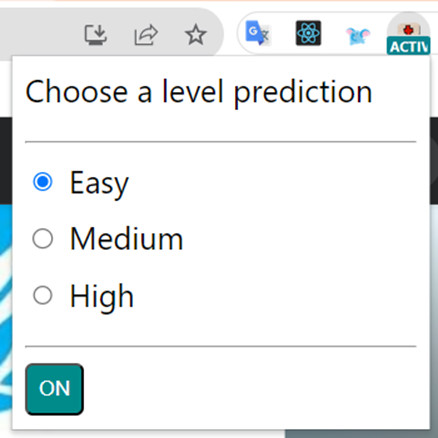 G
ACTIV
Choose a level prediction
Easy
Medium
High
ON